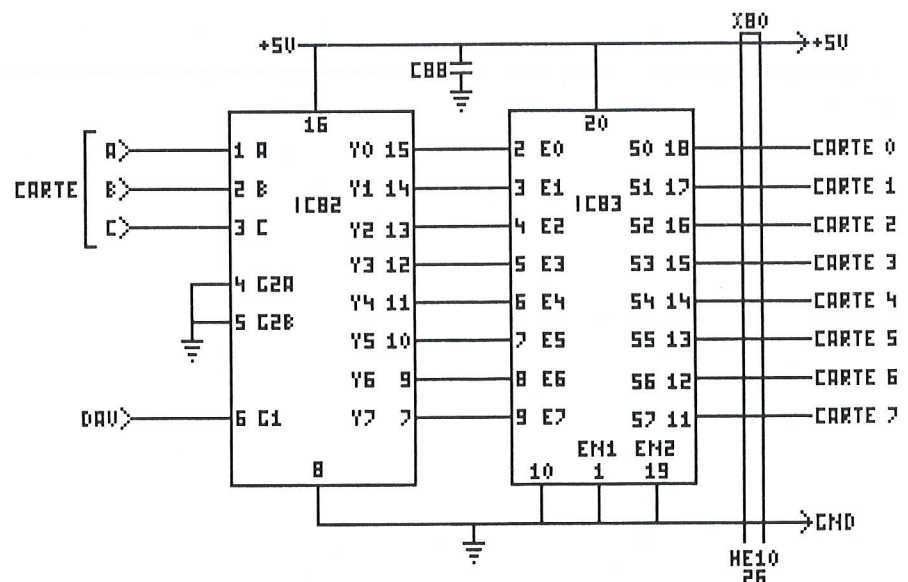 X80
+5V
+5V
C88
16
20
A
1 A
Y0 15
2 E0
S0 18
CARTE 0
B
2 B
Y1 14
3 E1
S1 17
CARTE 1
CARTE
IC82
IC83
C
3 C
Y2 13
4 E2
S2 16
CARTE 2
Y3 12
5 E3
S3 15
CARTE 3
4 G2A
Y4 11
6 E4
S4 14
CARTE 4
5 G2B
Y5 10
7 E5
S5 13
CARTE 5
Y6 9
8 E6
S6 12
CARTE 6
DAV
6 G1
Y7 7
9 E7
S7 11
CARTE 7
EN1 EN2
8
10 1 19
GND
HE10
26